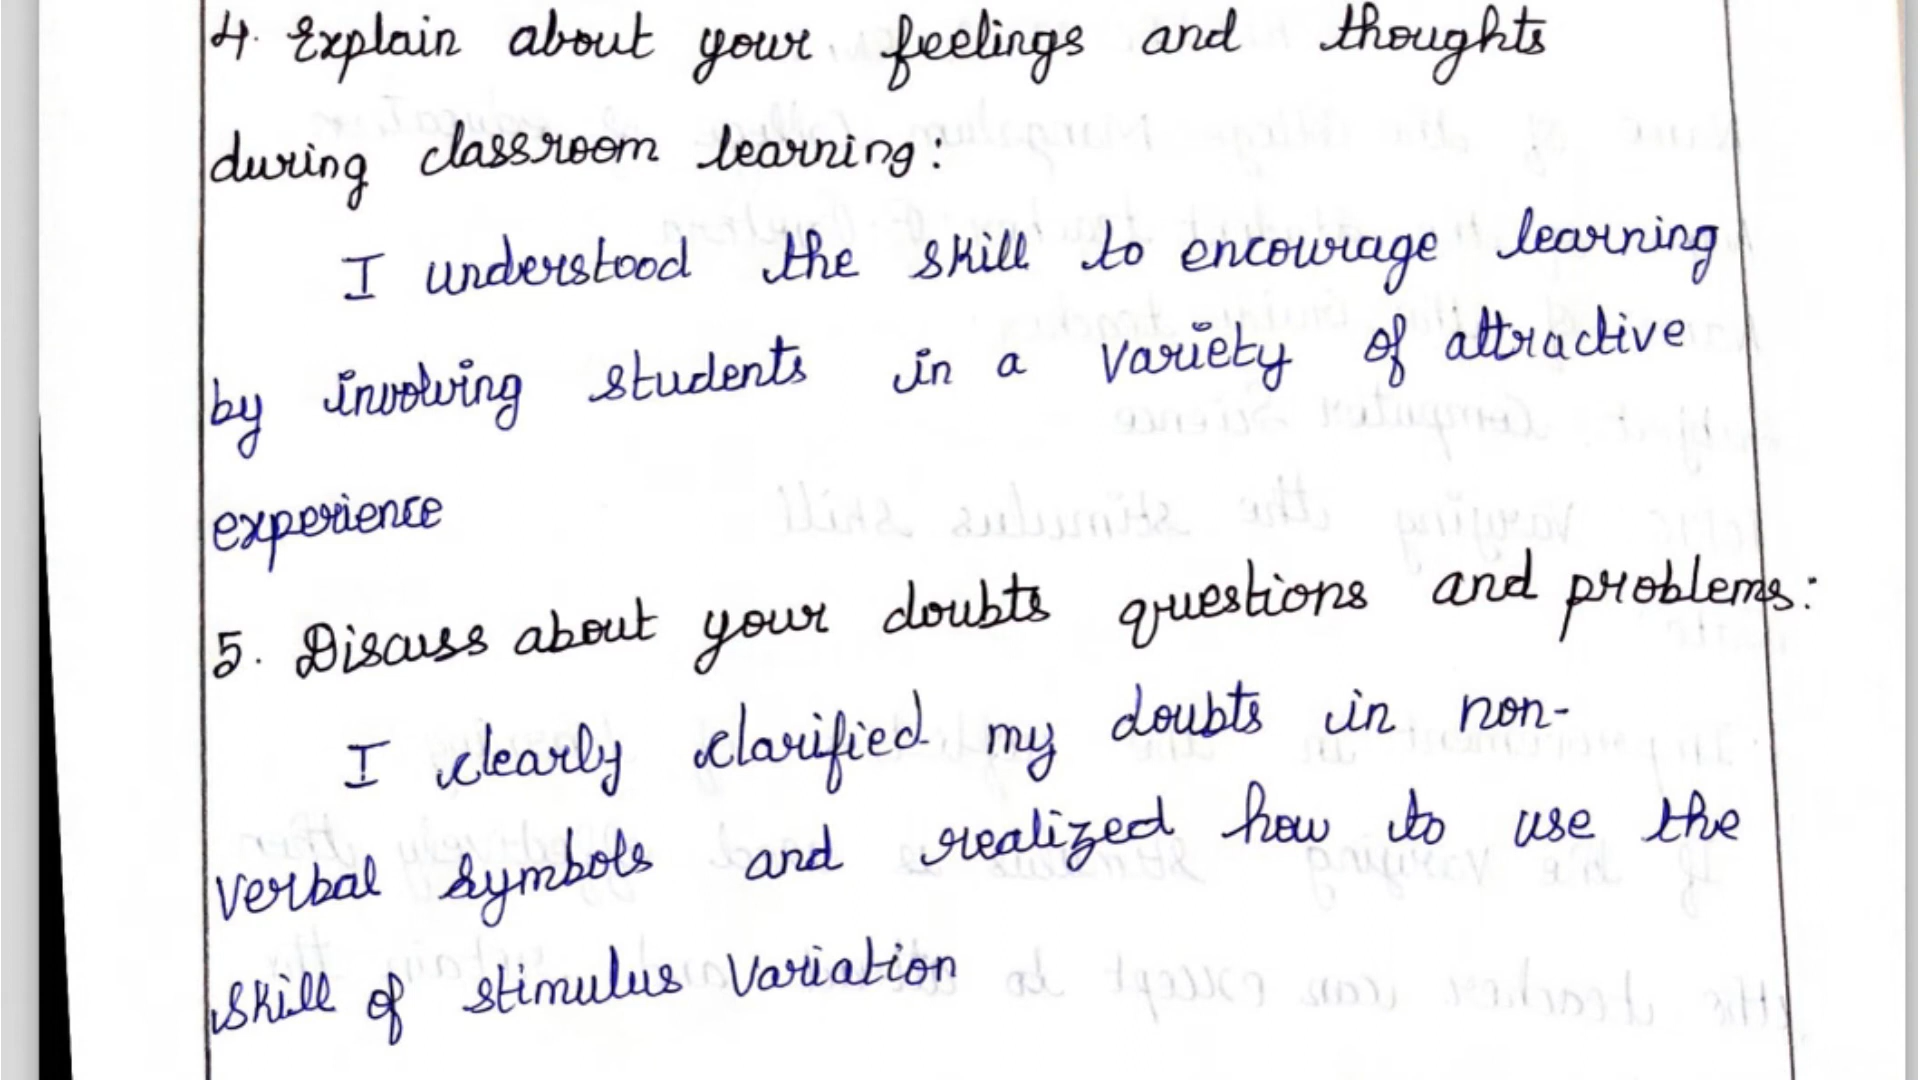 4. Explain about your feelings and thoughts
during classroom learning:
I understood the skill to encourage learning
by involving students in a variety of attractive
experience
5. Discuss about your doubts questions and problems:
I clearly clarified my doubts in non-
verbal symbols and realized how to use the
skill of stimulus variation